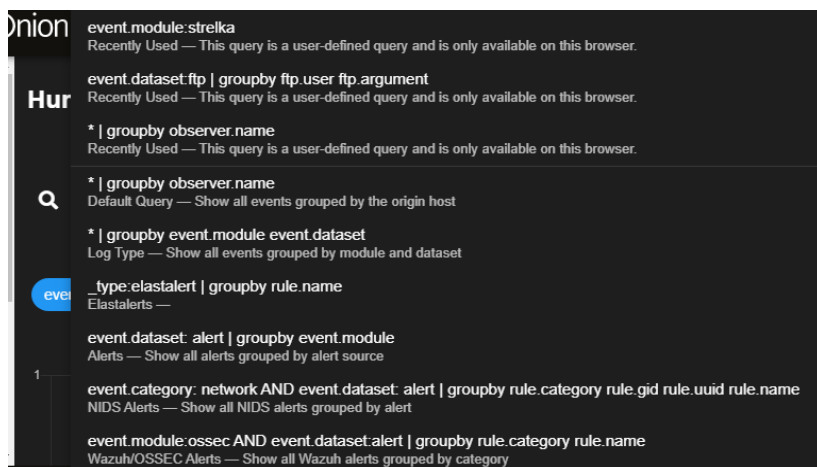 Onion
event.module:strelka
Recently Used — This query is a user-defined query and is only available on this browser.
event.dataset:ftp | groupby ftp.user ftp.argument
Recently Used — This query is a user-defined query and is only available on this browser.
Hur
* | groupby observer.name
Recently Used — This query is a user-defined query and is only available on this browser.
* | groupby observer.name
Default Query — Show all events grouped by the origin host
* | groupby event.module event.dataset
Log Type — Show all events grouped by module and dataset
_type:elastalert | groupby rule.name
eve
Elastalerts —
event.dataset: alert | groupby event.module
Alerts — Show all alerts grouped by alert source
1
event.category: network AND event.dataset: alert | groupby rule.category rule.gid rule.uuid rule.name
NIDS Alerts — Show all NIDS alerts grouped by alert
event.module:ossec AND event.dataset:alert | groupby rule.category rule.name
Wazuh/OSSEC Alerts — Show all Wazuh alerts grouped by category